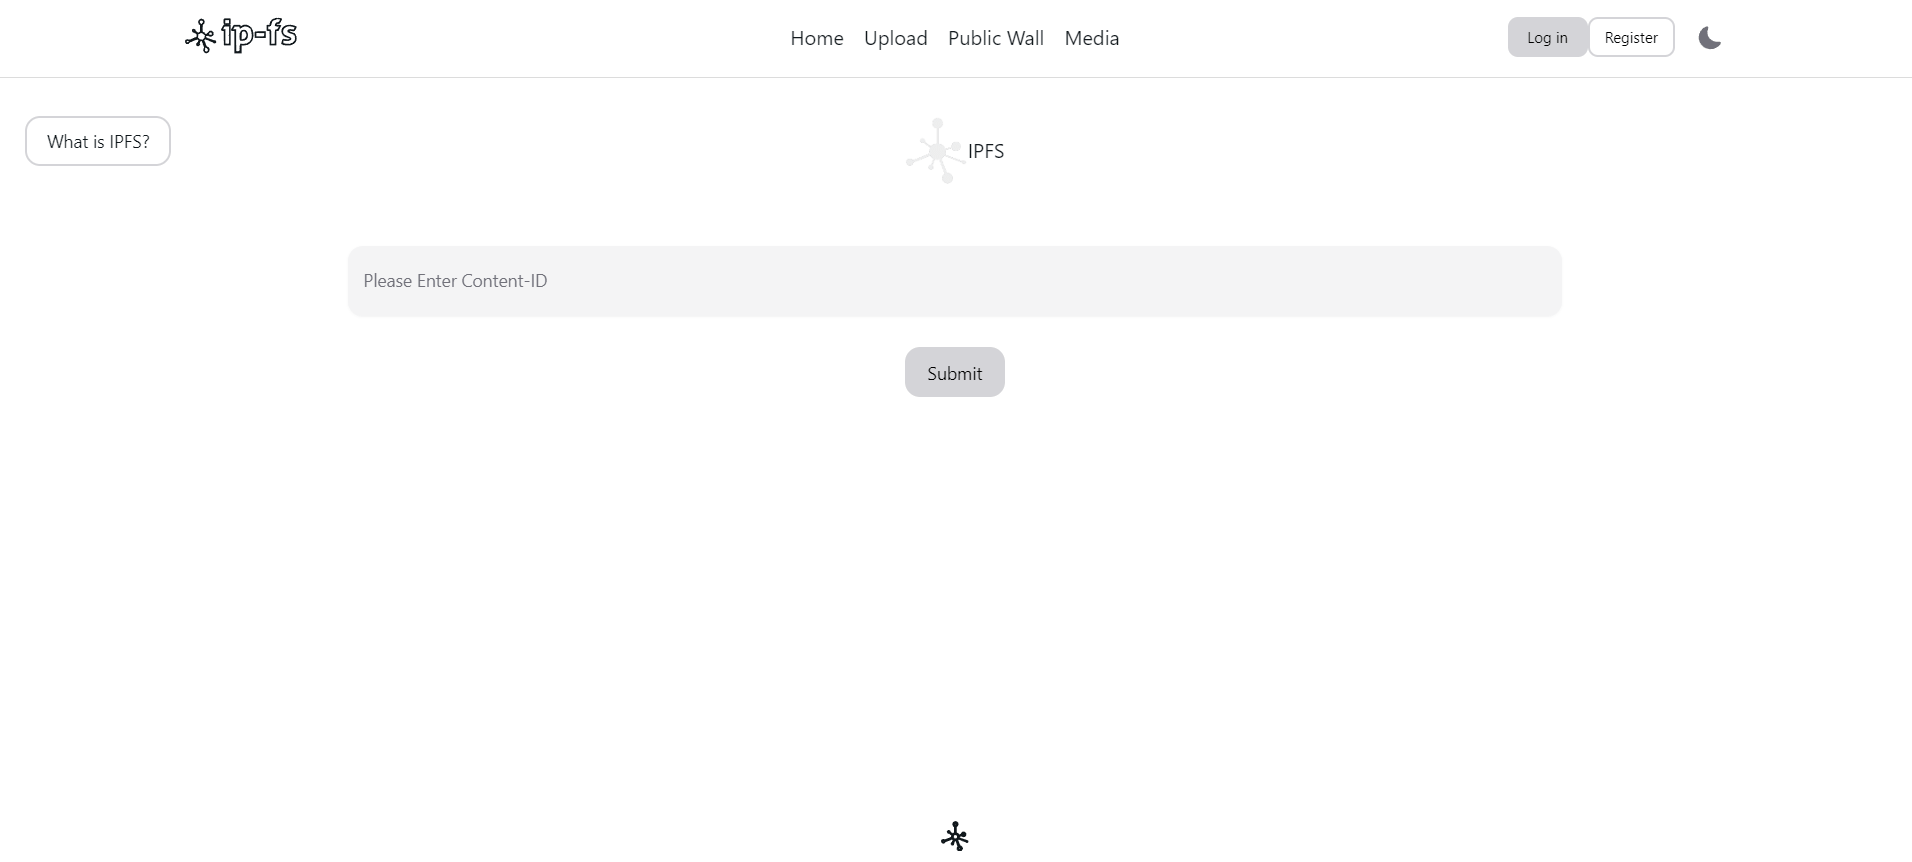 ip-fs
Home Upload Public Wall Media
Log in Register
What is IPFS?
IPFS
Please Enter Content-ID
Submit